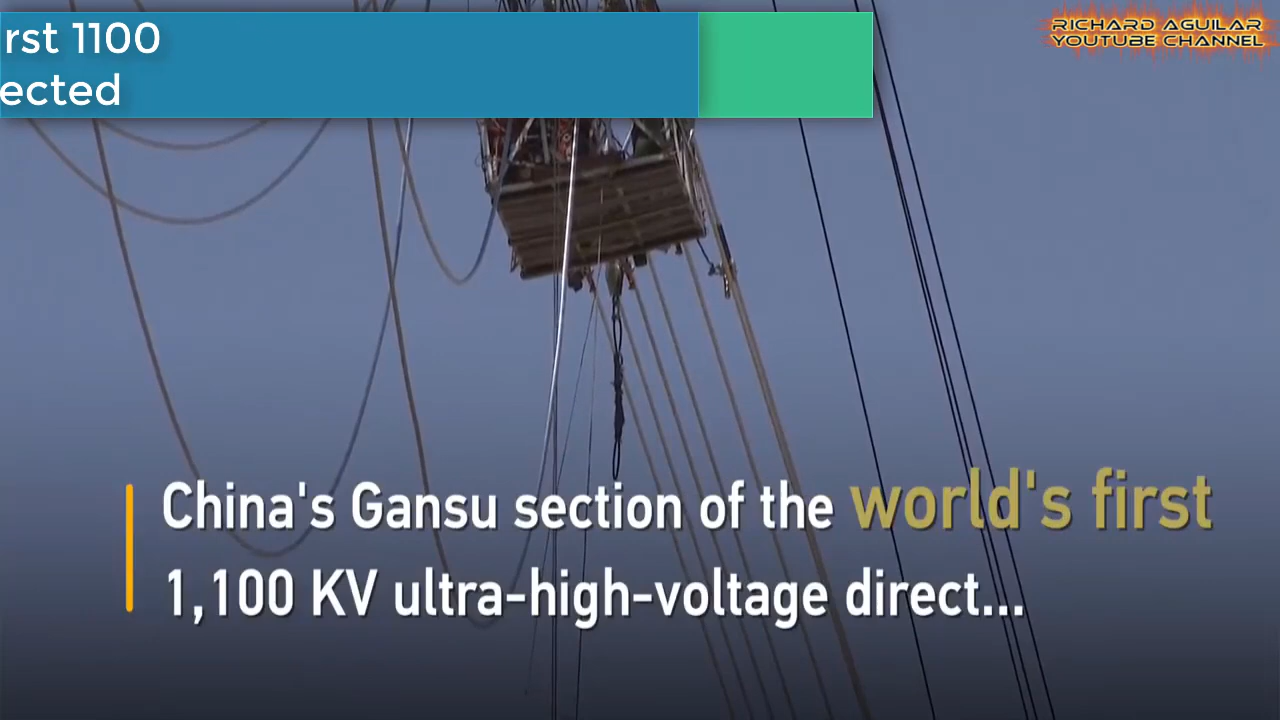 rst 1100
ected
RICHARD AGUILAR
YOUTUBE CHANNEL
China's Gansu section of the world's first
1,100 KV ultra-high-voltage direct...